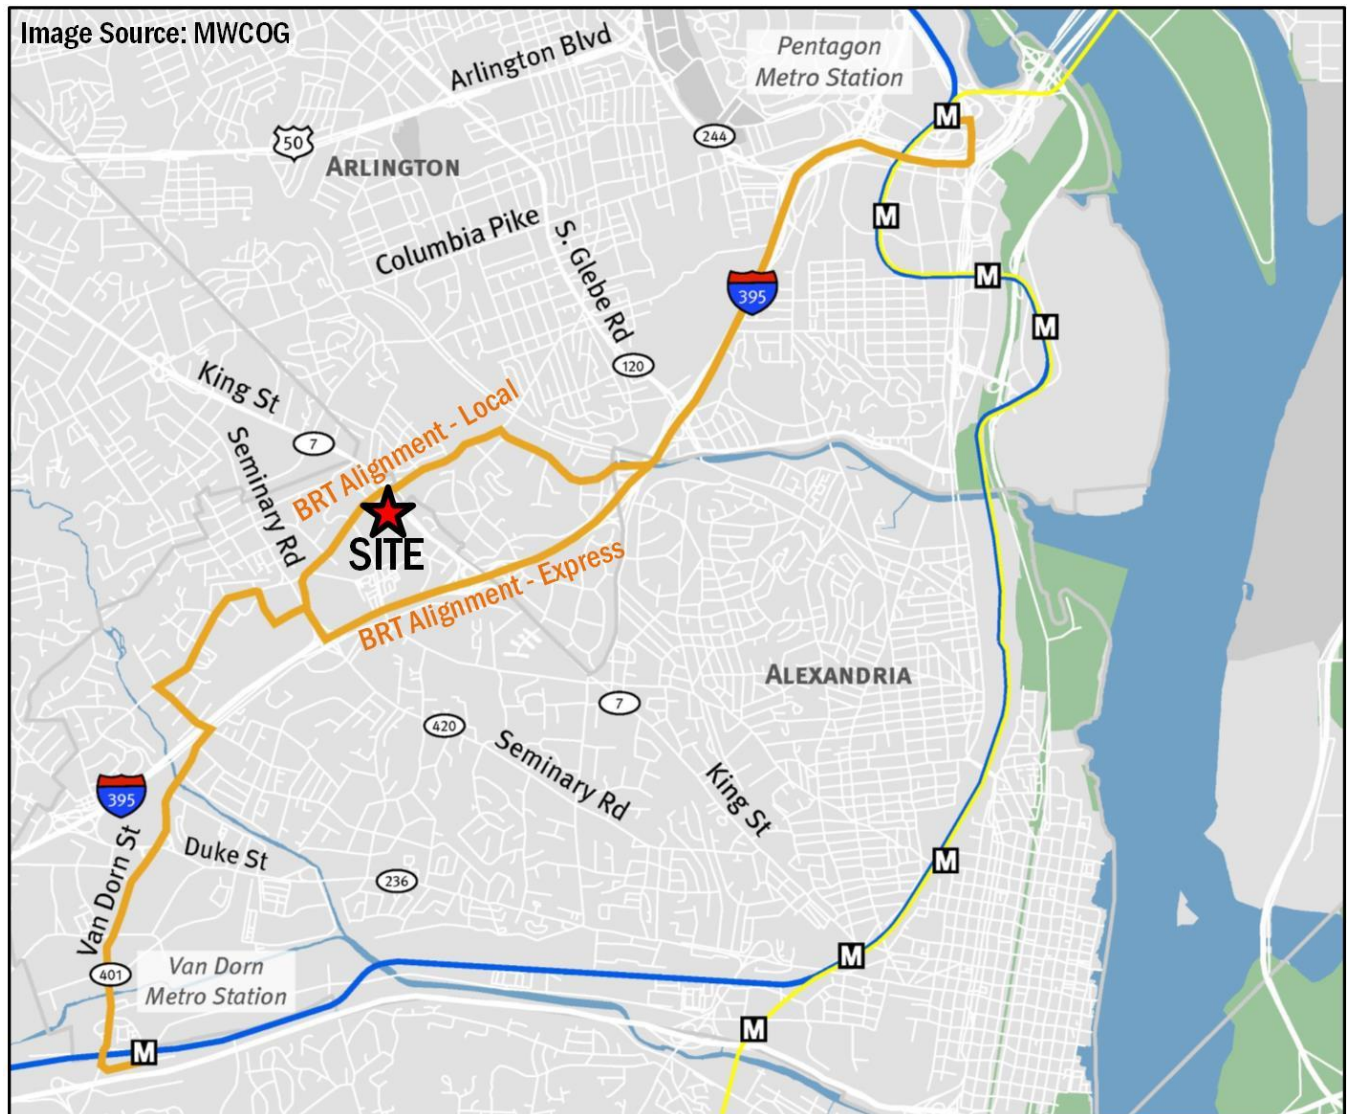 Image Source: MWCOG
Arlington Blvd
Pentagon
Metro Station
M
50
244
ARLINGTON
M
Columbia Pike
S. Glebe Rd
M
395
M
King St
120
BRT Alignment - Local
7
Seminary Rd
SITE
BRT Alignment - Express
ALEXANDRIA
7
420
Seminary Rd
King St
395
Van Dorn St
Duke St
M
236
M
Van Dorn
Metro Station
401
M
M